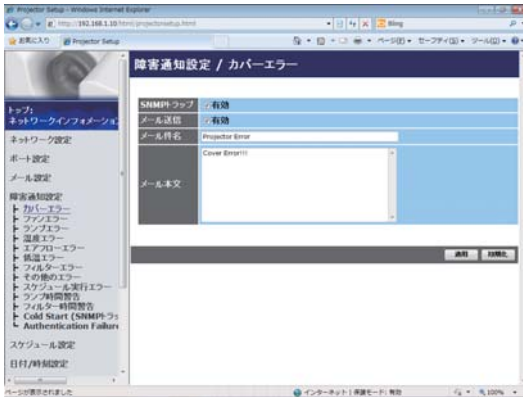 Projector Setup - Windows Internet Explorer
http://192.168.1.10/html/projectorsetup.html
Bing
お気に入り
Projector Setup
ページ(P)
セーフティ(S)
ツール(O)
障害通知設定 / カバーエラー
トップ:
ネットワークインフォメーション
ネットワーク設定
ポート設定
メール設定
障害通知設定
カバーエラー
ファンエラー
ランプエラー
温度エラー
エアフローエラー
低温エラー
フィルターエラー
その他のエラー
スケジュール実行エラー
ランプ時間警告
フィルター時間警告
Cold Start (SNMPトラ
Authentication Failure
スケジュール設定
日付/時刻設定
SNMPトラップ
有効
メール送信
有効
メール件名
Projector Error
メール本文
Cover Error!!!
適用
初期化
ページが表示されました
インターネット | 保護モード: 無効
100%